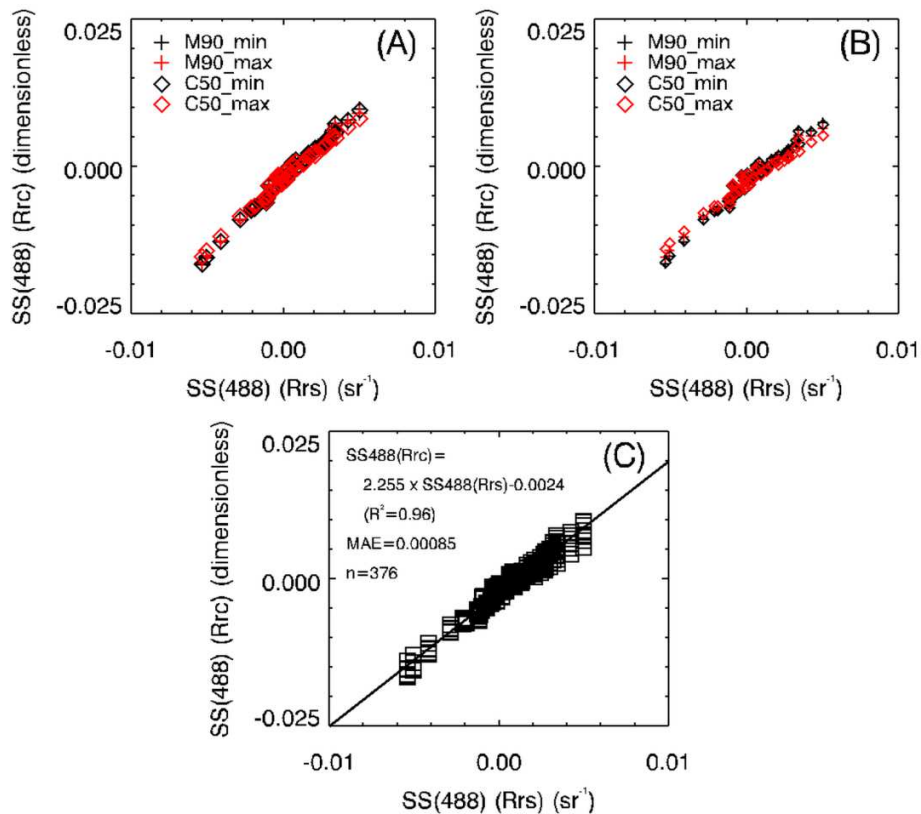 0.025
(A)
M90_min
M90_max
C50_min
C50_max
0.000
-0.025
SS(488) (Rrc) (dimensionless)
-0.01
0.00
0.01
SS(488) (Rrs) (sr⁻¹)
0.025
(B)
M90_min
M90_max
C50_min
C50_max
0.000
-0.025
SS(488) (Rrc) (dimensionless)
-0.01
0.00
0.01
SS(488) (Rrs) (sr⁻¹)
0.025
(C)
SS488(Rrc)=
2.255 x SS488(Rrs)-0.0024
(R²=0.96)
MAE=0.00085
n=376
0.000
-0.025
SS(488) (Rrc) (dimensionless)
-0.01
0.00
0.01
SS(488) (Rrs) (sr⁻¹)